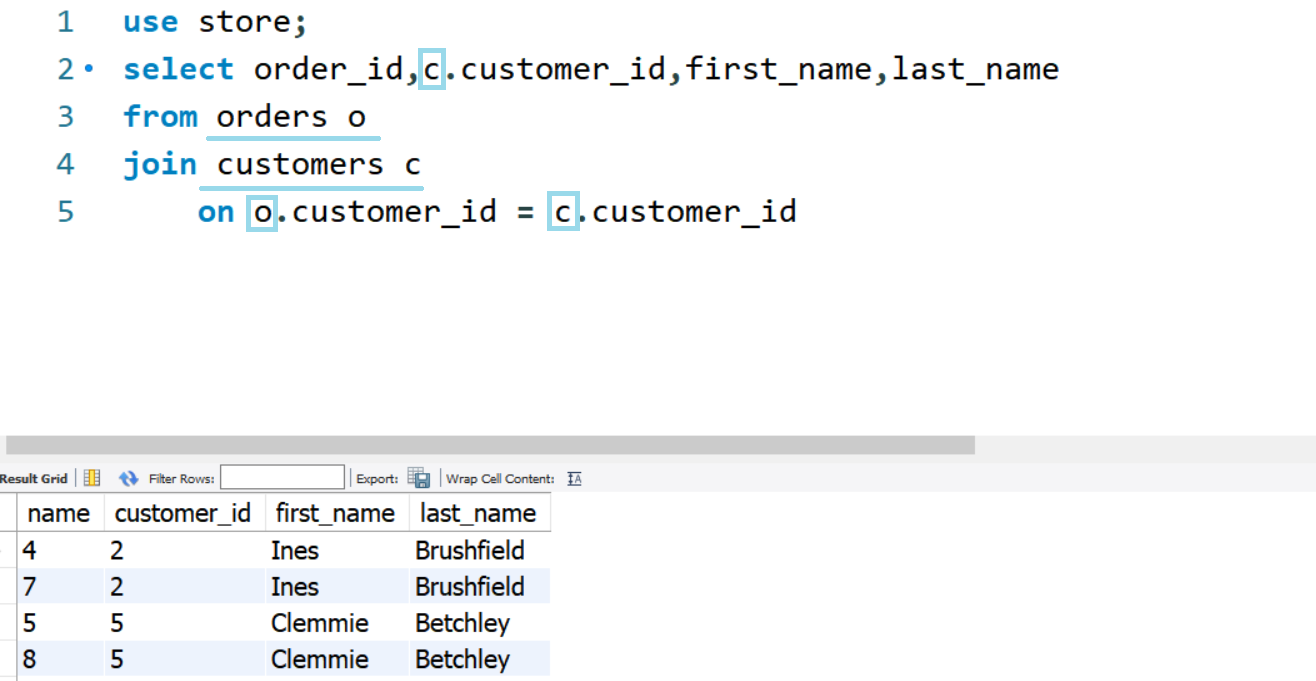 1 use store;
2 select order_id,c.customer_id,first_name,last_name
3 from orders o
4 join customers c
5 on o.customer_id = c.customer_id
Result Grid Filter Rows: Export: Wrap Cell Content: IA
name customer_id first_name last_name
4 2 Ines Brushfield
7 2 Ines Brushfield
5 5 Clemmie Betchley
8 5 Clemmie Betchley